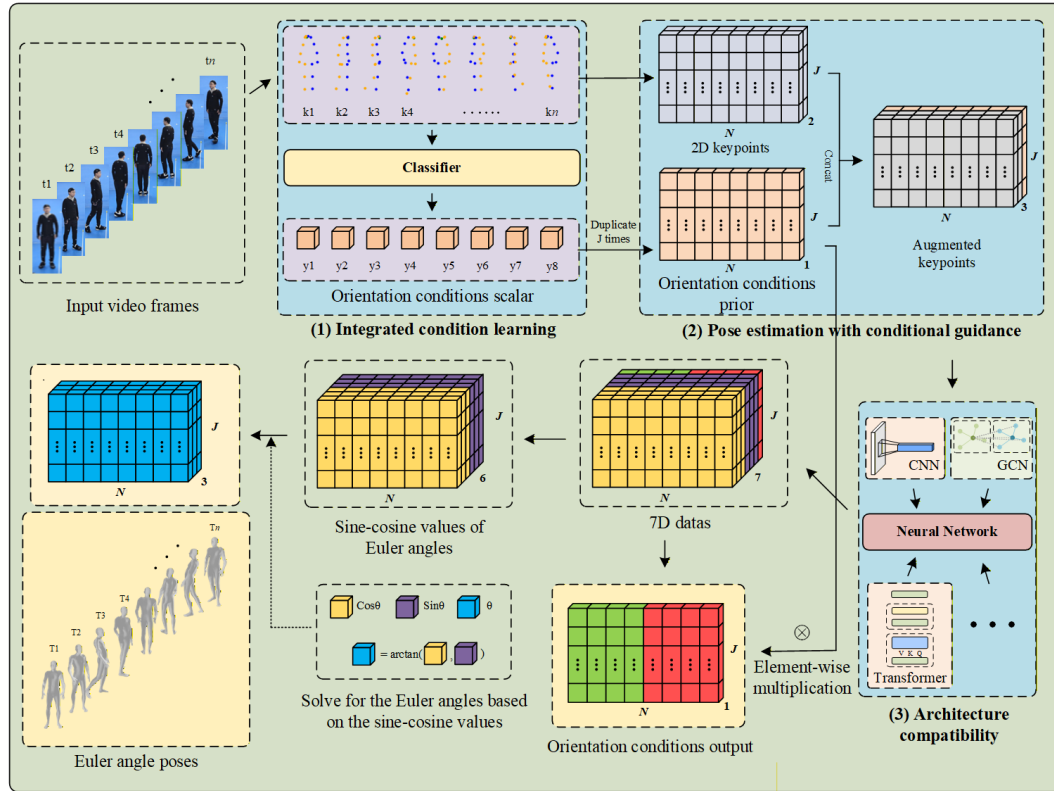 t1
t2
t3
t4
tn
Input video frames
k1 k2 k3 k4 ...... kn
Classifier
y1 y2 y3 y4 y5 y6 y7 y8
Orientation conditions scalar
(1) Integrated condition learning
Duplicate
J times
J
2
N
2D keypoints
J
1
N
Orientation conditions
prior
Concat
J
3
N
Augmented
keypoints
(2) Pose estimation with conditional guidance
J
3
N
J
6
N
Sine-cosine values of
Euler angles
J
7
N
7D datas
CNN
GCN
Neural Network
V K Q
Transformer
(3) Architecture
compatibility
T1
T2
T3
T4
Tn
Euler angle poses
Cosθ Sinθ θ
= arctan( , )
Solve for the Euler angles based
on the sine-cosine values
J
1
N
Orientation conditions output
⊗
Element-wise
multiplication